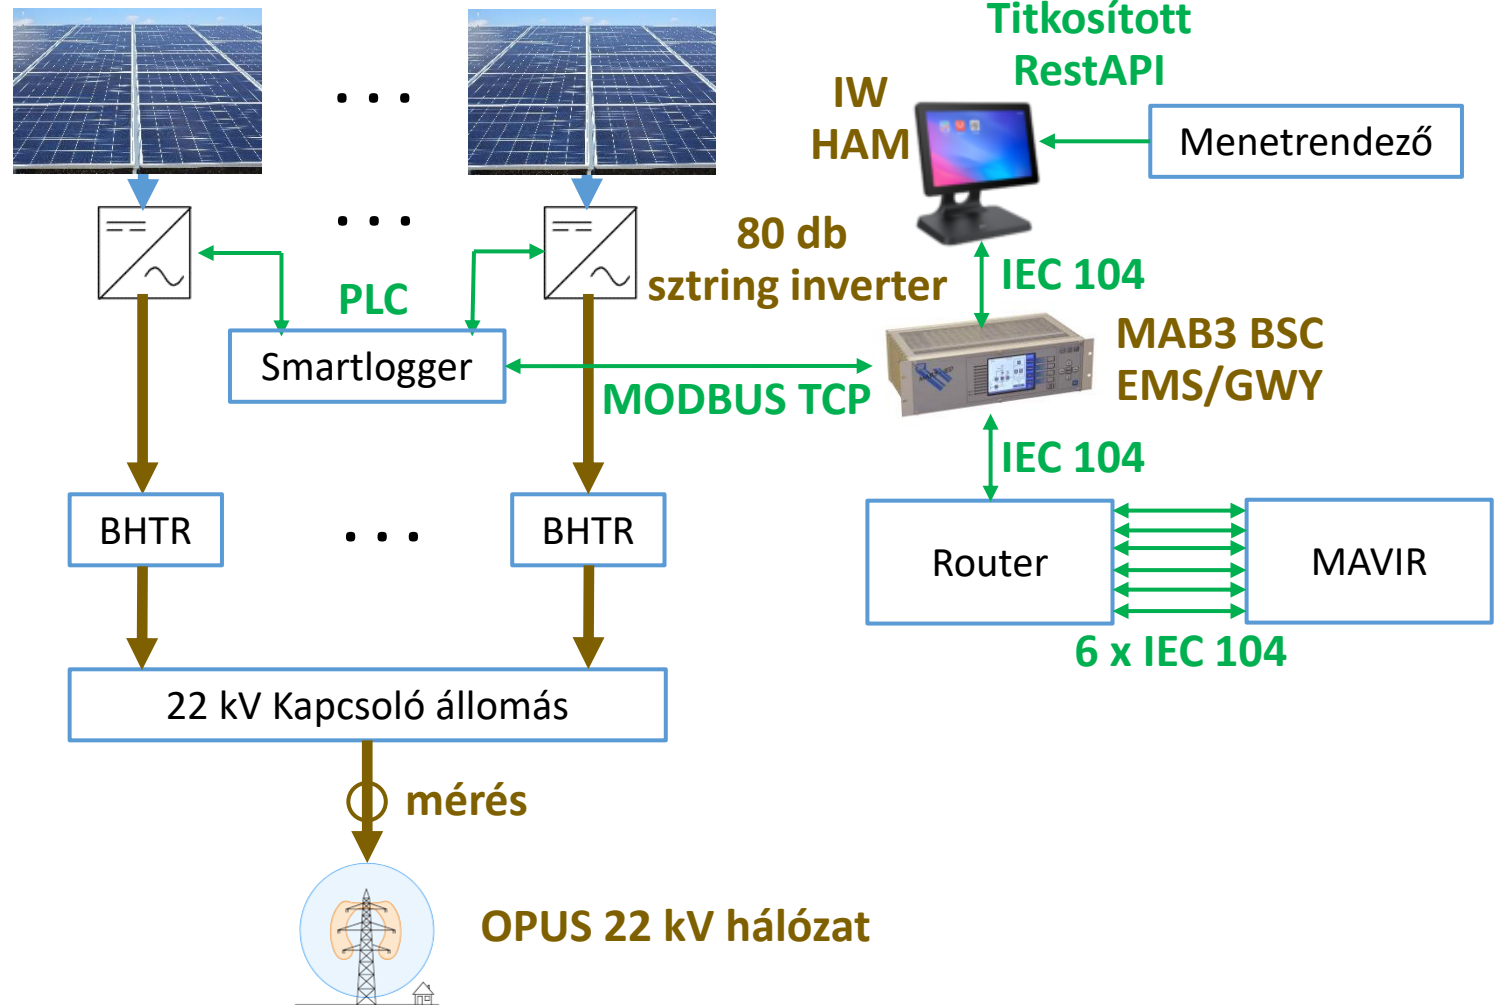 Titkosított
RestAPI
IW
HAM
Menetrendező
80 db
sztring inverter
IEC 104
PLC
Smartlogger
MODBUS TCP
MAB3 BSC
EMS/GWY
IEC 104
BHTR
BHTR
Router
MAVIR
6 x IEC 104
22 kV Kapcsoló állomás
mérés
OPUS 22 kV hálózat